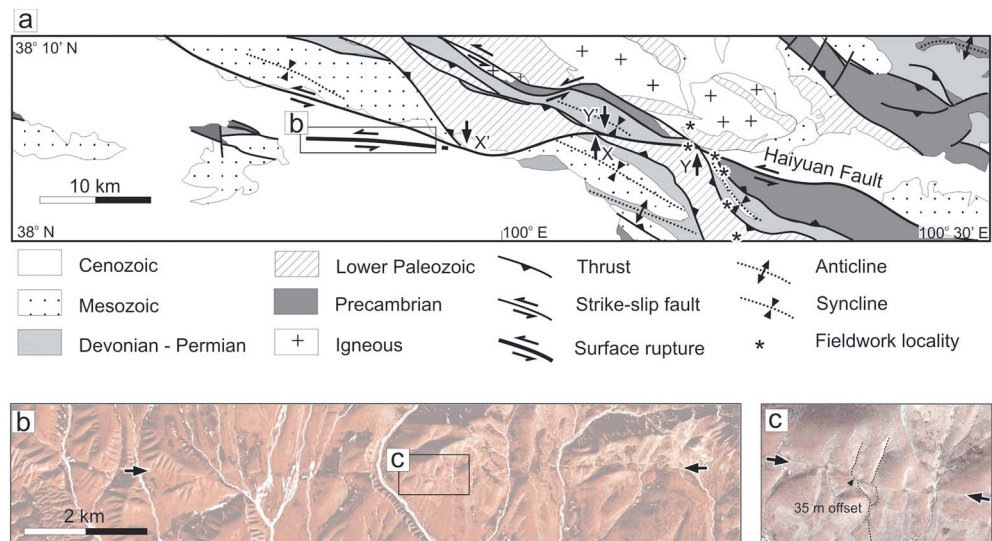 a
38° 10' N
b
X'
Y'
X
Y
Haiyuan Fault
10 km
38° N
100° E
100° 30' E
Cenozoic
Lower Paleozoic
Thrust
Anticline
Mesozoic
Precambrian
Strike-slip fault
Syncline
Devonian - Permian
Igneous
Surface rupture
Fieldwork locality
b
c
2 km
c
35 m offset